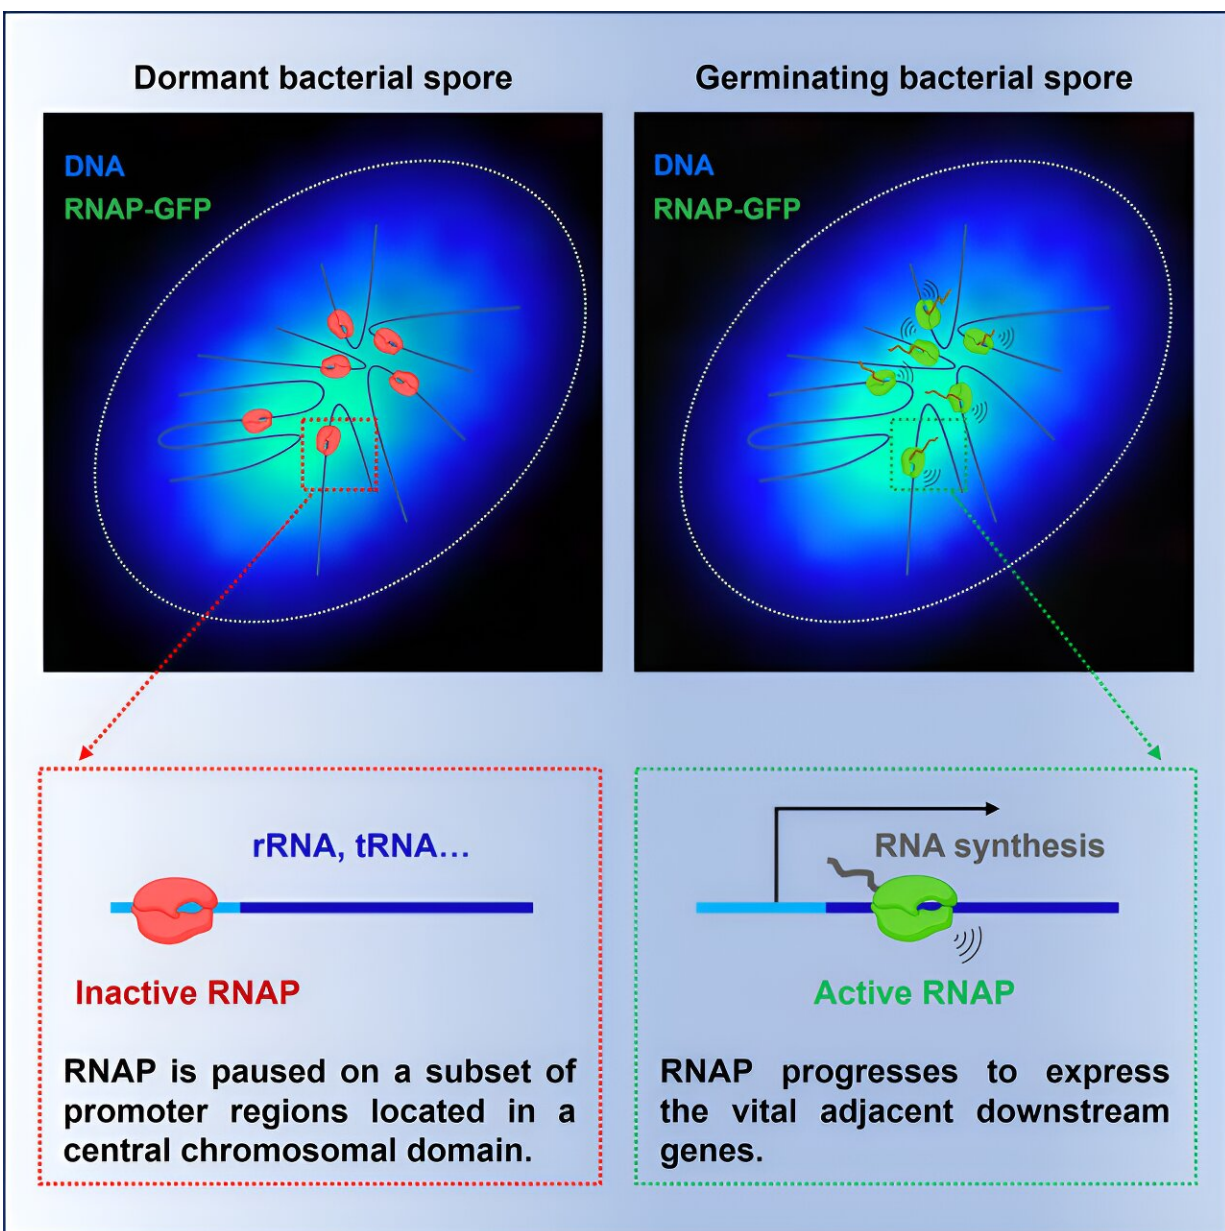 Dormant bacterial spore
DNA
RNAP-GFP
rRNA, tRNA…
Inactive RNAP
RNAP is paused on a subset of
promoter regions located in a
central chromosomal domain.
Germinating bacterial spore
DNA
RNAP-GFP
RNA synthesis
Active RNAP
RNAP progresses to express
the vital adjacent downstream
genes.